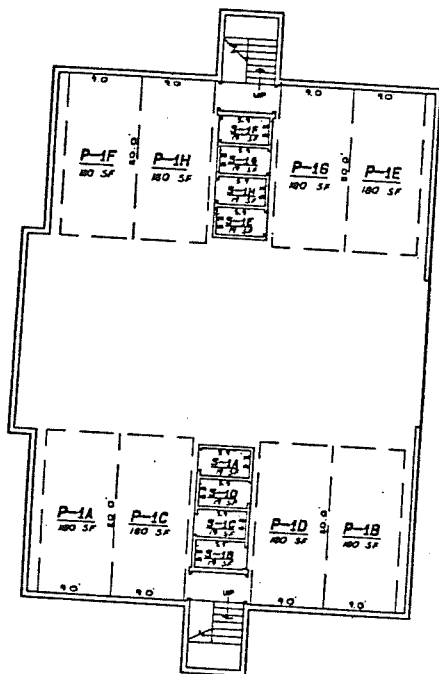 9.0
9.0
9.0
9.0
UP
P-1F
180 SF
20.0
P-1H
180 SF
S-1F
S-1G
S-1H
S-1E
P-1G
180 SF
20.0
P-1E
180 SF
P-1A
180 SF
20.0
P-1C
180 SF
S-1A
S-1D
S-1C
S-1B
P-1D
180 SF
20.0
P-1B
180 SF
9.0
9.0
UP
9.0
9.0